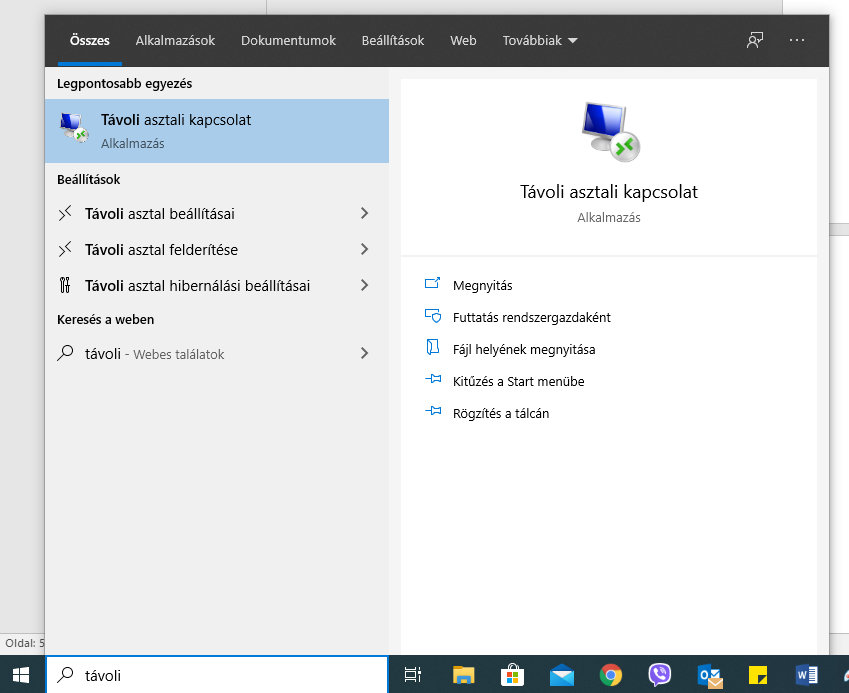 Összes Alkalmazások Dokumentumok Beállítások Web Továbbiak
Legpontosabb egyezés
Távoli asztali kapcsolat
Alkalmazás
Beállítások
Távoli asztal beállításai
Távoli asztal felderítése
Távoli asztal hibernálási beállításai
Keresés a weben
távoli - Webes találatok
Távoli asztali kapcsolat
Alkalmazás
Megnyitás
Futtatás rendszergazdaként
Fájl helyének megnyitása
Kitűzés a Start menübe
Rögzítés a tálcán
Oldal: 5
távoli